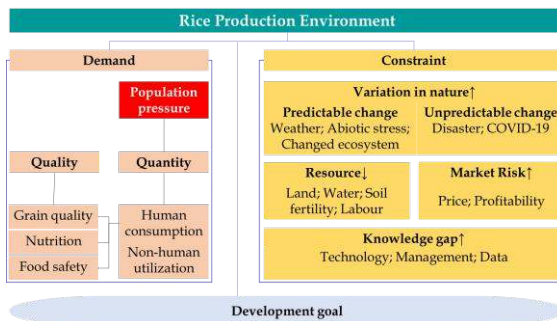 Rice Production Environment
Demand
Population
pressure
Quality
Quantity
Grain quality
Nutrition
Food safety
Human
consumption
Non-human
utilization
Constraint
Variation in nature↑
Predictable change
Weather; Abiotic stress;
Changed ecosystem
Unpredictable change
Disaster; COVID-19
Resource↓
Land; Water; Soil
fertility; Labour
Market Risk↑
Price; Profitability
Knowledge gap↑
Technology; Management; Data
Development goal